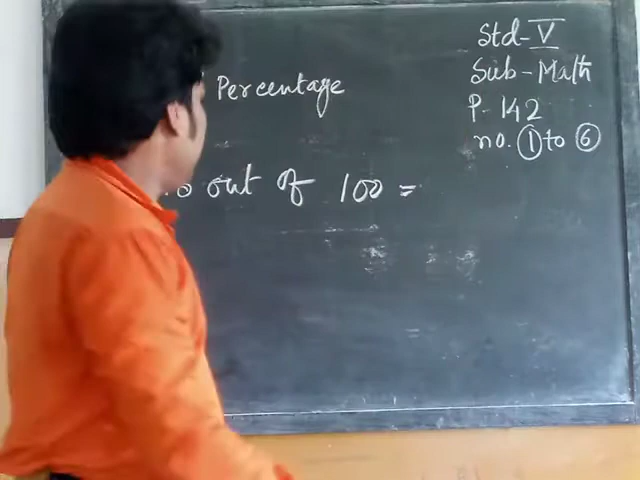 Std-V
Sub-Math
Percentage
P-142
no. ① to ⑥
out of 100 =